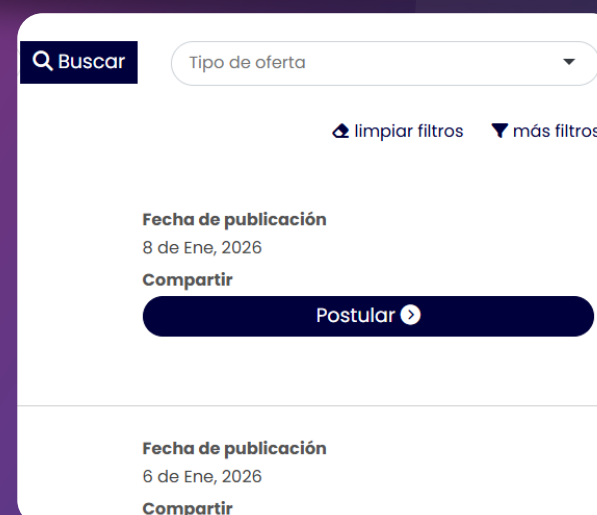 Buscar
Tipo de oferta
limpiar filtros
más filtros
Fecha de publicación
8 de Ene, 2026
Compartir
Postular
Fecha de publicación
6 de Ene, 2026
Compartir